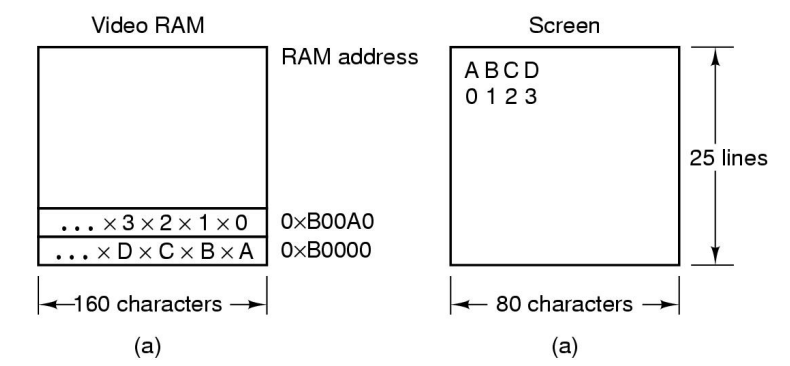 Video RAM
RAM address
. . . × 3 × 2 × 1 × 0 0×B00A0
. . . × D × C × B × A 0×B0000
160 characters
(a)
Screen
A B C D
0 1 2 3
25 lines
80 characters
(a)